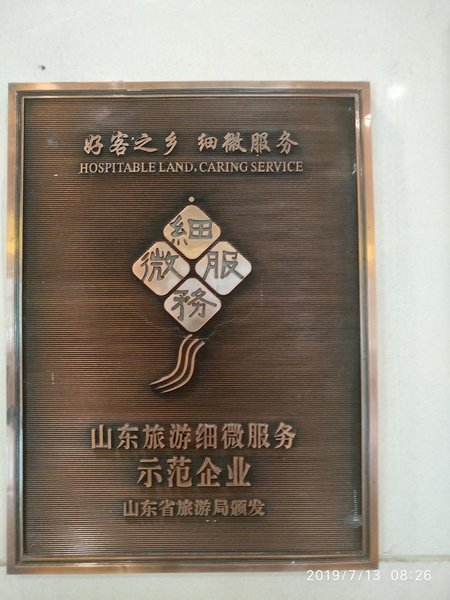 好客之乡 细微服务
HOSPITABLE LAND, CARING SERVICE
細
微 服
務
山东旅游细微服务
示范企业
山东省旅游局颁发
2019/7/13 08:26